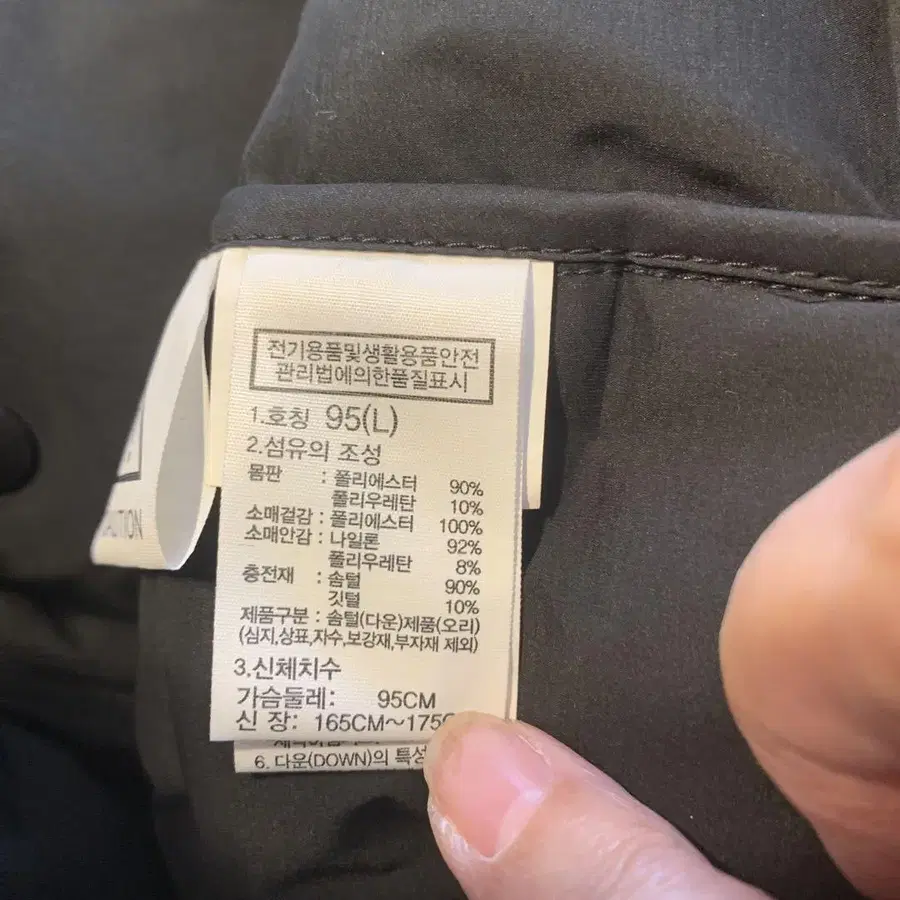 전기용품및생활용품안전
관리법에의한품질표시
1.호칭 95(L)
2.섬유의 조성
몸판 : 폴리에스터 90%
폴리우레탄 10%
소매겉감 : 폴리에스터 100%
소매안감 : 나일론 92%
폴리우레탄 8%
충전재 : 솜털 90%
깃털 10%
제품구분 : 솜털(다운)제품(오리)
(심지,상표,자수,보강재,부자재 제외)
3.신체치수
가슴둘레: 95CM
신 장: 165CM~175
6. 다운(DOWN)의 특성